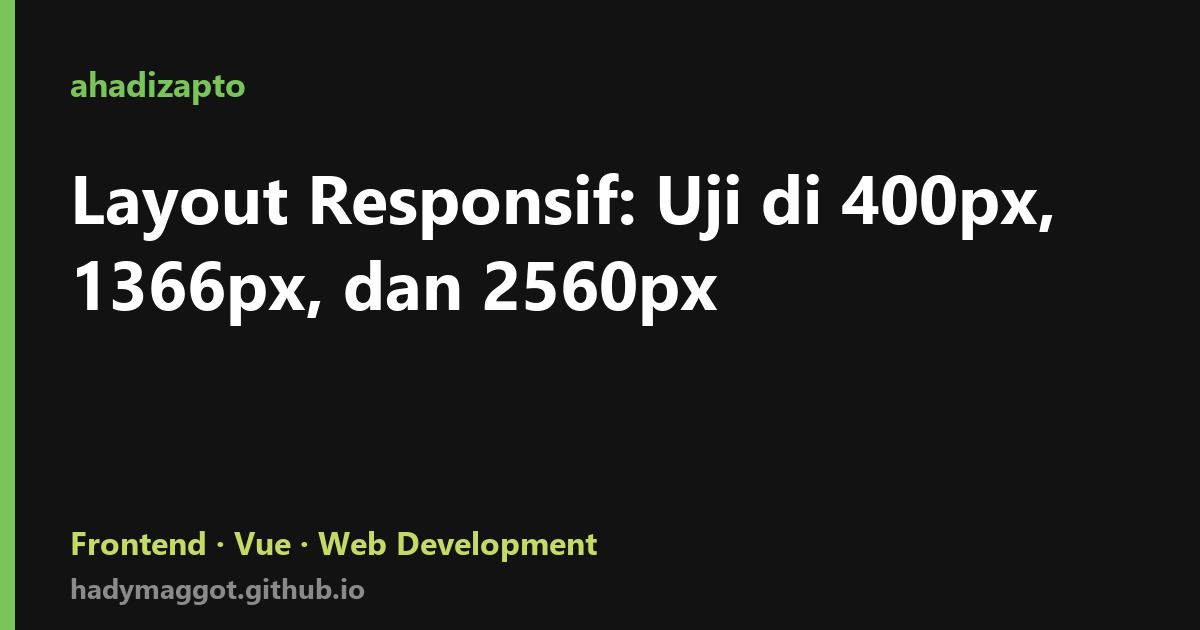 ahadizapto
Layout Responsif: Uji di 400px,
1366px, dan 2560px
Frontend · Vue · Web Development
hadymaggot.github.io